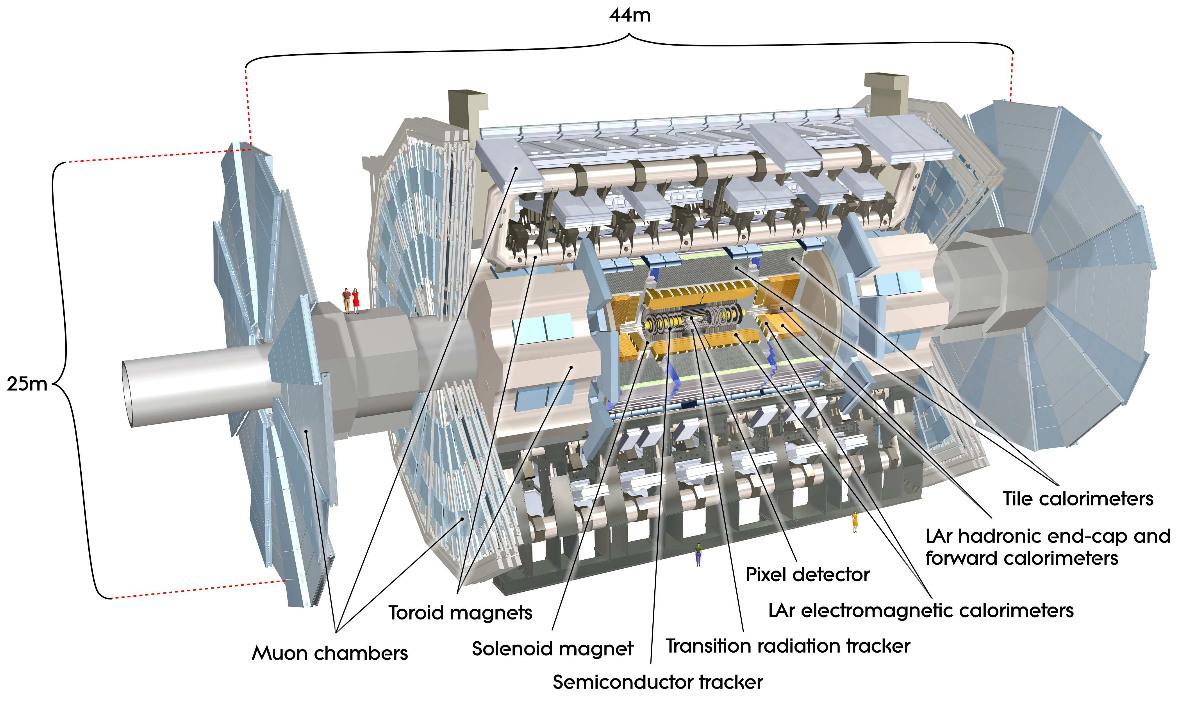 44m
25m
Tile calorimeters
LAr hadronic end-cap and
forward calorimeters
Pixel detector
LAr electromagnetic calorimeters
Toroid magnets
Muon chambers
Solenoid magnet
Transition radiation tracker
Semiconductor tracker